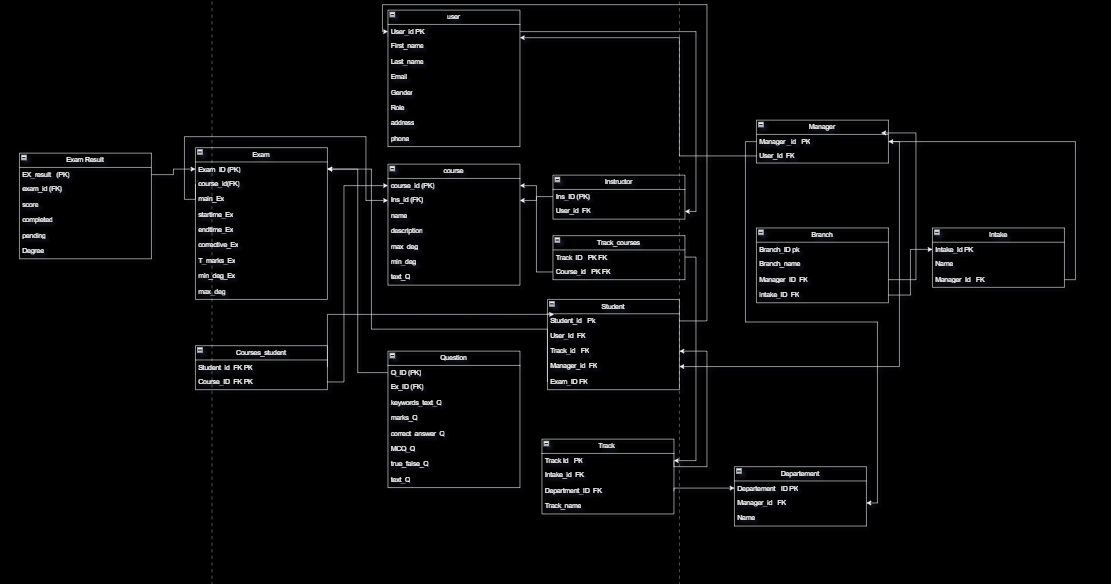 user
User_id PK
First_name
Last_name
Email
Gender
Role
address
phone
Exam Result
EX_result (PK)
exam_id (FK)
score
completed
pending
Degree
Exam
Exam_ID (PK)
course_id(FK)
main_Ex
startime_Ex
endtime_Ex
corrective_Ex
T_marks_Ex
min_deg_Ex
max_deg
course
course_id (PK)
Ins_id (FK)
name
description
max_deg
min_deg
text_Q
Instructor
Ins_ID (PK)
User_id FK
Track_courses
Track_ID PK FK
Course_id PK FK
Manager
Manager_id PK
User_Id FK
Branch
Branch_ID pk
Branch_name
Manager_ID FK
intake_ID FK
Intake
Intake_Id PK
Name
Manager_Id FK
Student
Student_id Pk
User_Id FK
Track_id FK
Manager_id FK
Exam_ID FK
Courses_student
Student_id FK PK
Course_ID FK PK
Question
Q_ID (PK)
Ex_ID (FK)
keywords_text_Q
marks_Q
correct_answer_Q
MCQ_Q
true_false_Q
text_Q
Track
Track id PK
Intake_id FK
Department_ID FK
Track_name
Departement
Departement_ID PK
Manager_id FK
Name